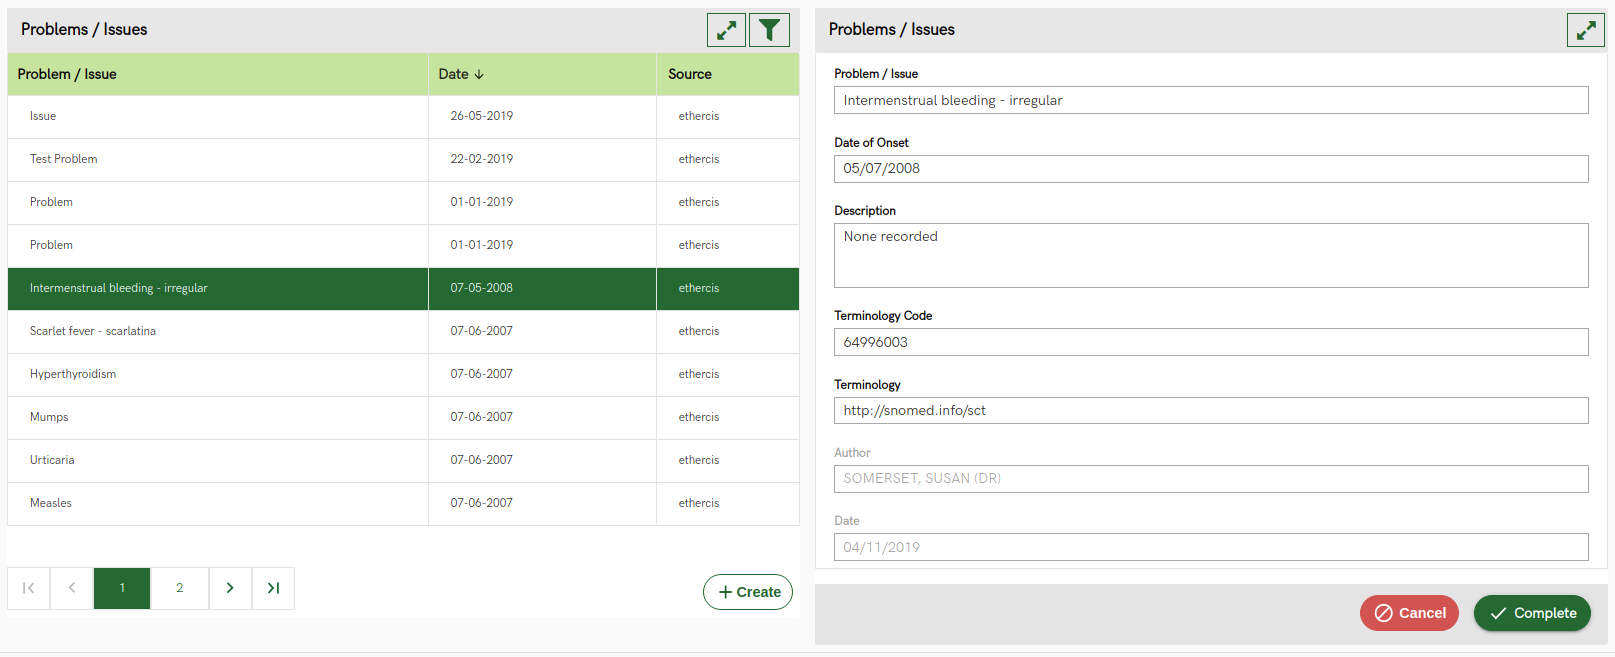 Problems / Issues
Problem / Issue Date Source
Issue 26-05-2019 ethercis
Test Problem 22-02-2019 ethercis
Problem 01-01-2019 ethercis
Problem 01-01-2019 ethercis
Intermenstrual bleeding - irregular 07-05-2008 ethercis
Scarlet fever - scarlatina 07-06-2007 ethercis
Hyperthyroidism 07-06-2007 ethercis
Mumps 07-06-2007 ethercis
Urticaria 07-06-2007 ethercis
Measles 07-06-2007 ethercis
1 2
Create
Problems / Issues
Problem / Issue
Intermenstrual bleeding - irregular
Date of Onset
05/07/2008
Description
None recorded
Terminology Code
64996003
Terminology
http://snomed.info/sct
Author
SOMERSET, SUSAN (DR)
Date
04/11/2019
Cancel Complete